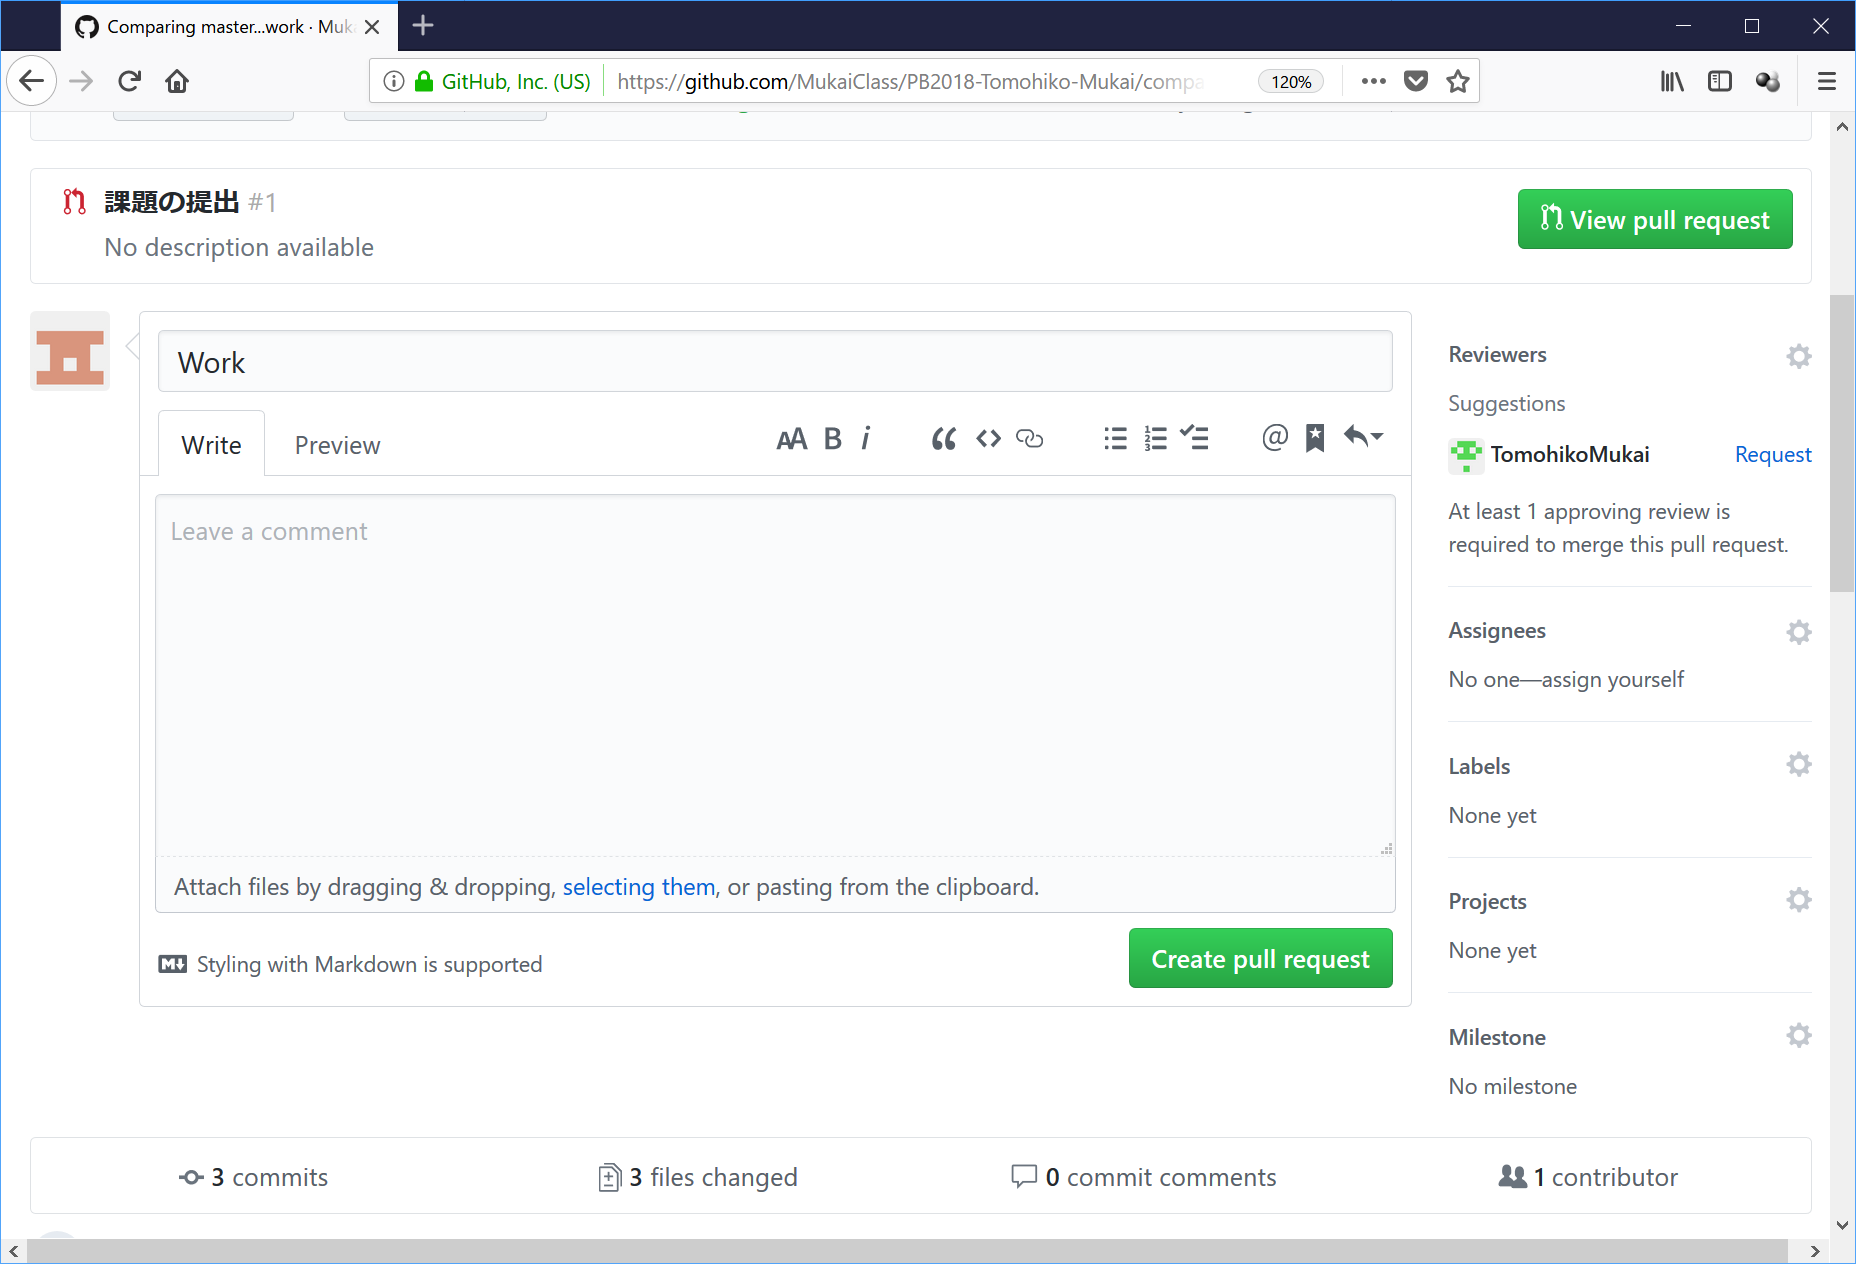 Comparing master...work · Muk
GitHub, Inc. (US)
https://github.com/MukaiClass/PB2018-Tomohiko-Mukai/compa
120%
課題の提出 #1
View pull request
No description available
Work
Reviewers
Suggestions
Write
Preview
TomohikoMukai
Request
At least 1 approving review is
required to merge this pull request.
Leave a comment
Assignees
No one—assign yourself
Labels
None yet
Attach files by dragging & dropping, selecting them, or pasting from the clipboard.
Projects
None yet
Styling with Markdown is supported
Create pull request
Milestone
No milestone
3 commits
3 files changed
0 commit comments
1 contributor